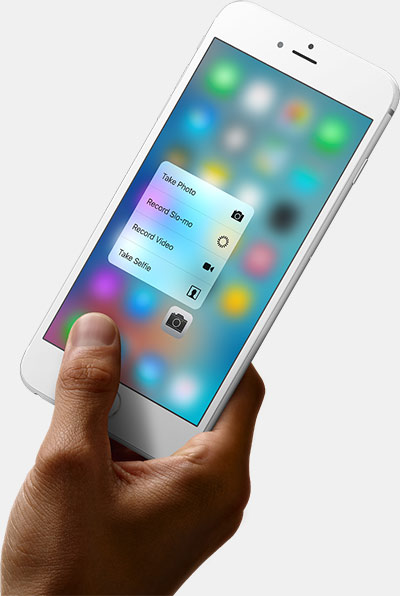 Take Photo
Record Slo-mo
Record Video
Take Selfie